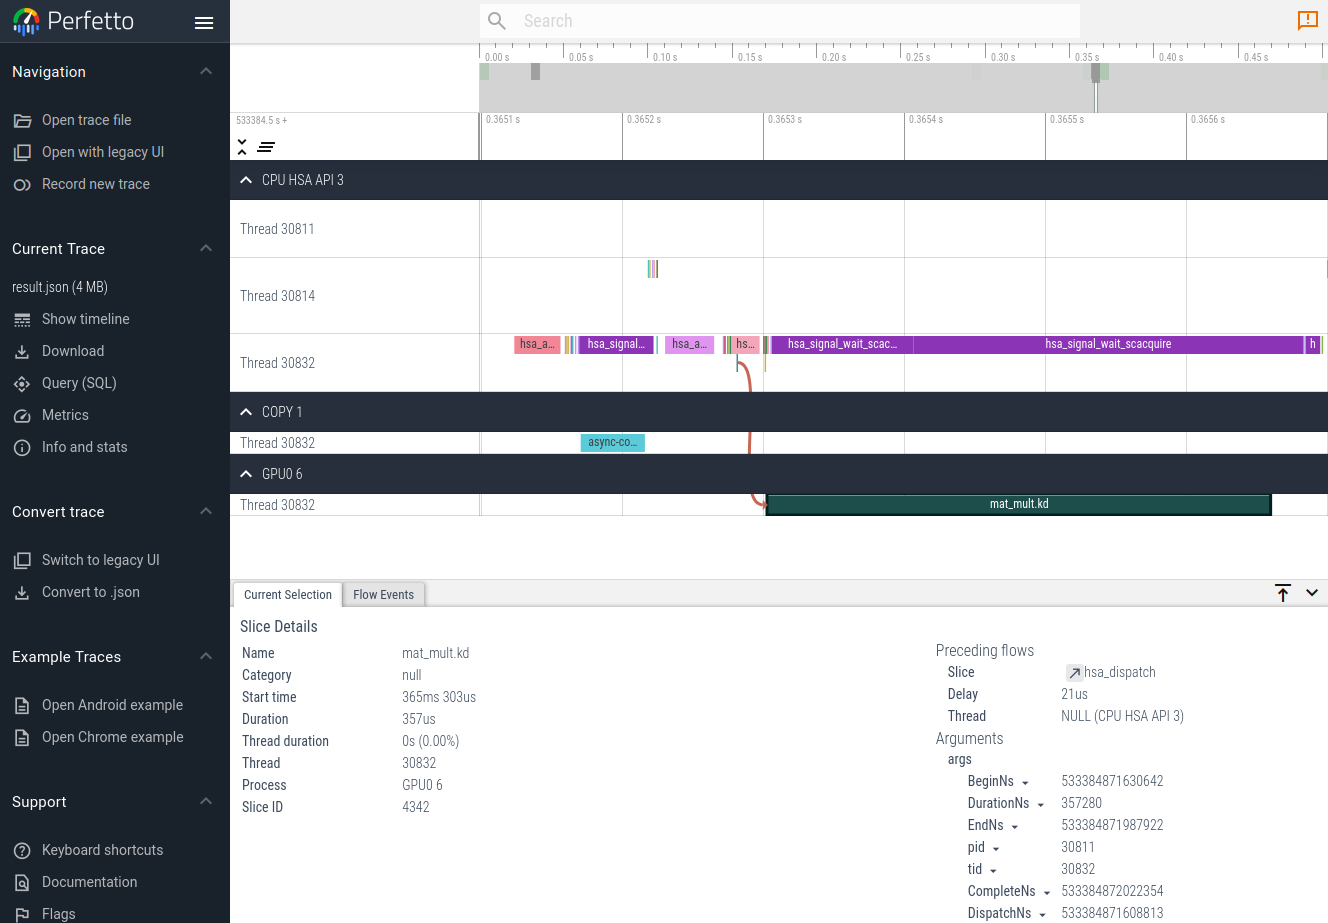 Perfetto
Search
Navigation
Open trace file
Open with legacy UI
Record new trace
Current Trace
result.json (4 MB)
Show timeline
Download
Query (SQL)
Metrics
Info and stats
Convert trace
Switch to legacy UI
Convert to .json
Example Traces
Open Android example
Open Chrome example
Support
Keyboard shortcuts
Documentation
Flags
0.00 s 0.05 s 0.10 s 0.15 s 0.20 s 0.25 s 0.30 s 0.35 s 0.40 s 0.45 s
533384.5 s + 0.3651 s 0.3652 s 0.3653 s 0.3654 s 0.3655 s 0.3656 s
CPU HSA API 3
Thread 30811
Thread 30814
Thread 30832 hsa_a... hsa_signal... hsa_a... hs... hsa_signal_wait_scac... hsa_signal_wait_scacquire h
COPY 1
Thread 30832 async-co...
GPU0 6
Thread 30832 mat_mult.kd
Current Selection Flow Events
Slice Details
Name mat_mult.kd
Category null
Start time 365ms 303us
Duration 357us
Thread duration 0s (0.00%)
Thread 30832
Process GPU0 6
Slice ID 4342
Preceding flows
Slice hsa_dispatch
Delay 21us
Thread NULL (CPU HSA API 3)
Arguments
args
BeginNs 533384871630642
DurationNs 357280
EndNs 533384871987922
pid 30811
tid 30832
CompleteNs 533384872022354
DispatchNs 533384871608813